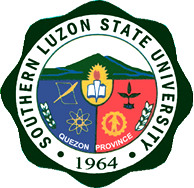 SOUTHERN LUZON STATE UNIVERSITY
QUEZON PROVINCE
• 1964 •